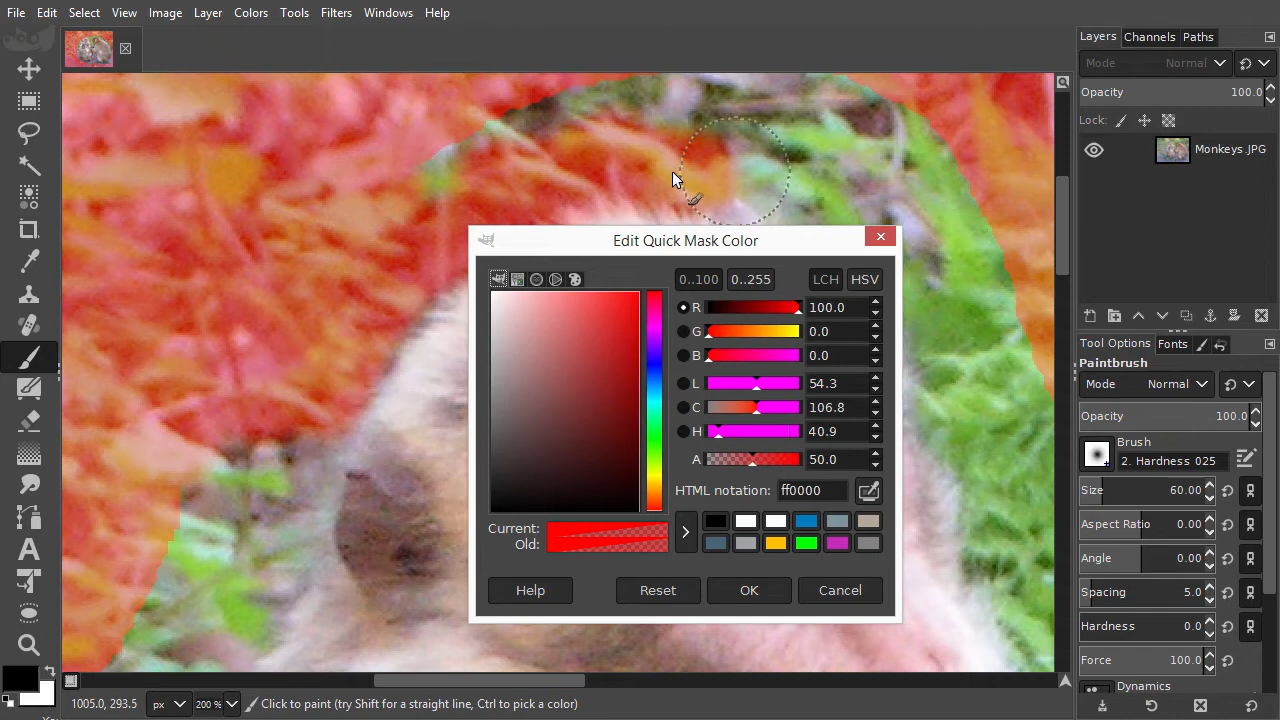 File Edit Select View Image Layer Colors Tools Filters Windows Help
Layers Channels Paths
Mode Normal
Opacity 100.0
Lock:
Monkeys.JPG
Edit Quick Mask Color
0..100 0..255 LCH HSV
R 100.0
G 0.0
B 0.0
L 54.3
C 106.8
H 40.9
A 50.0
HTML notation: ff0000
Current:
Old:
Help Reset OK Cancel
Tool Options Fonts
Paintbrush
Mode Normal
Opacity 100.0
Brush
2. Hardness 025
Size 60.00
Aspect Ratio 0.00
Angle 0.00
Spacing 5.0
Hardness 0.0
Force 100.0
Dynamics
1005.0, 293.5 px 200 % Click to paint (try Shift for a straight line, Ctrl to pick a color)